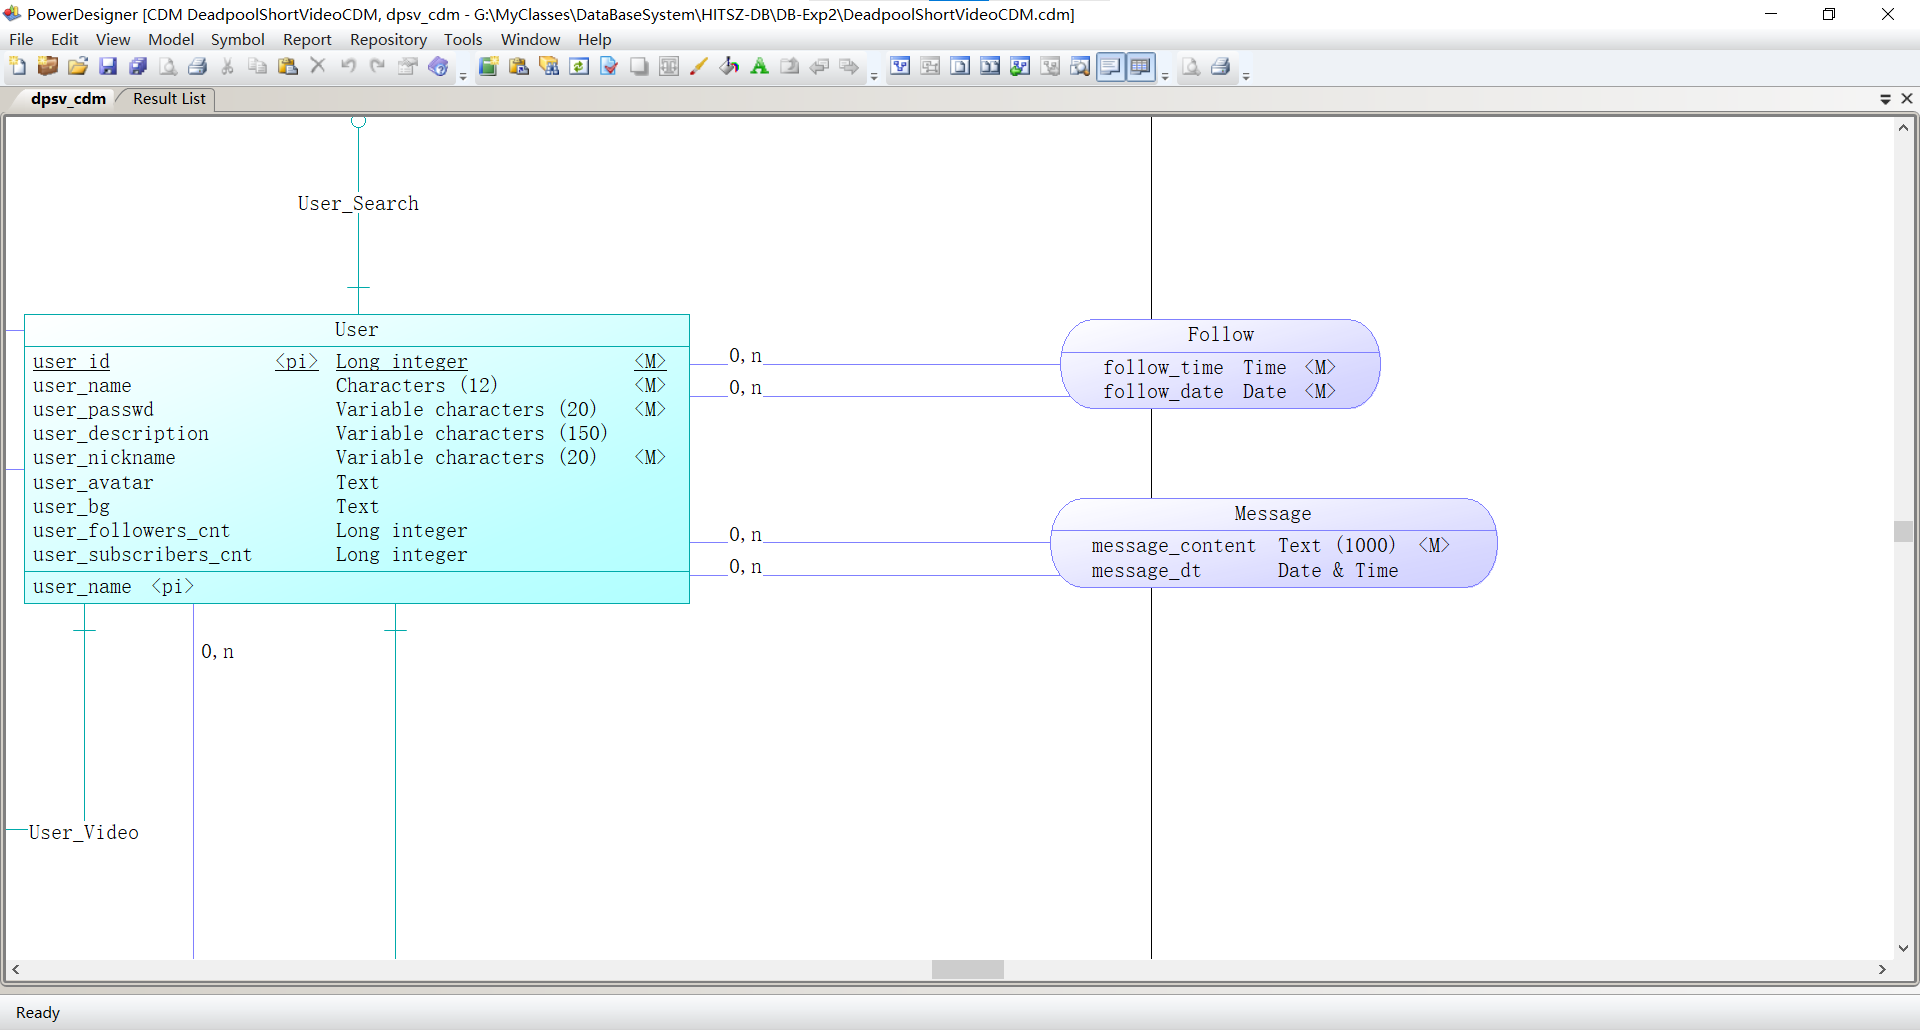 PowerDesigner [CDM DeadpoolShortVideoCDM, dpsv_cdm - G:\MyClasses\DataBaseSystem\HITSZ-DB\DB-Exp2\DeadpoolShortVideoCDM.cdm]
File Edit View Model Symbol Report Repository Tools Window Help
dpsv_cdm Result List
User_Search
User
user_id <pi> Long integer <M>
user_name Characters (12) <M>
user_passwd Variable characters (20) <M>
user_description Variable characters (150)
user_nickname Variable characters (20) <M>
user_avatar Text
user_bg Text
user_followers_cnt Long integer
user_subscribers_cnt Long integer
user_name <pi>
0,n
0,n
Follow
follow_time Time <M>
follow_date Date <M>
0,n
0,n
Message
message_content Text (1000) <M>
message_dt Date & Time
0,n
User_Video
Ready